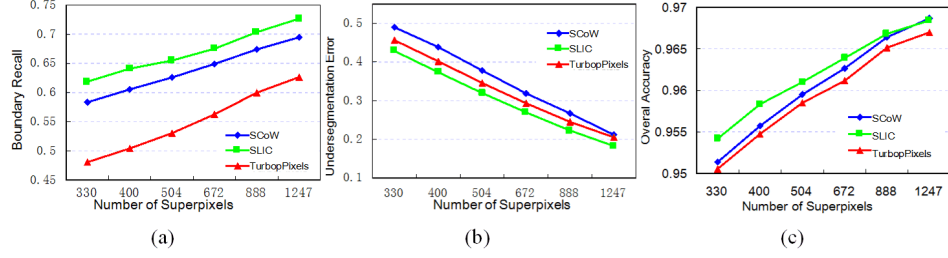 Boundary Recall
0.75
0.7
0.65
0.6
0.55
0.5
0.45
SCoW
SLIC
TurbopPixels
330 400 504 672 888 1247
Number of Superpixels
(a)
Undersegmentation Error
0.5
0.4
0.3
0.2
0.1
SCoW
SLIC
TurbopPixels
330 400 504 672 888 1247
Number of Superpixels
(b)
Overal Accuracy
0.97
0.965
0.96
0.955
0.95
SCoW
SLIC
TurbopPixels
330 400 504 672 888 1247
Number of Superpixels
(c)